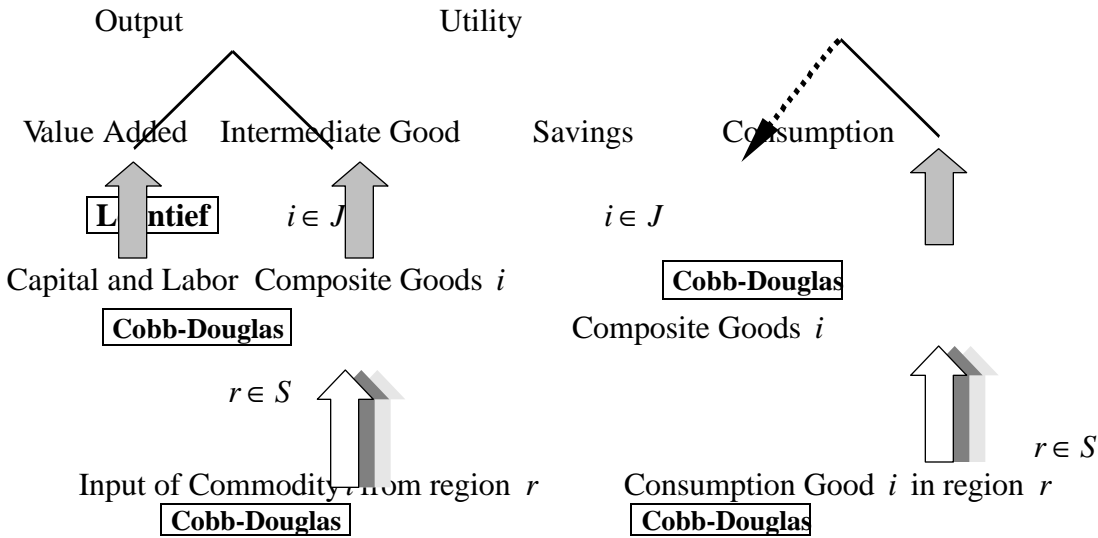 Output Utility
Value Added Intermediate Good Savings Consumption
Leontief i ∈ J i ∈ J
Capital and Labor Composite Goods i Cobb-Douglas
Cobb-Douglas Composite Goods i
r ∈ S
r ∈ S
Input of Commodity i from region r Consumption Good i in region r
Cobb-Douglas Cobb-Douglas